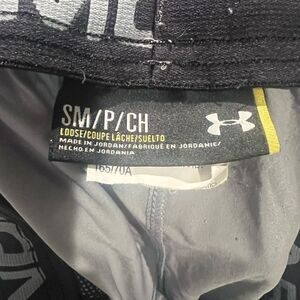 SM/P/CH
LOOSE/COUPE LÂCHE/SUELTO
MADE IN JORDAN/FABRIQUÉ EN JORDANIE/
HECHO EN JORDANIA
165/70A